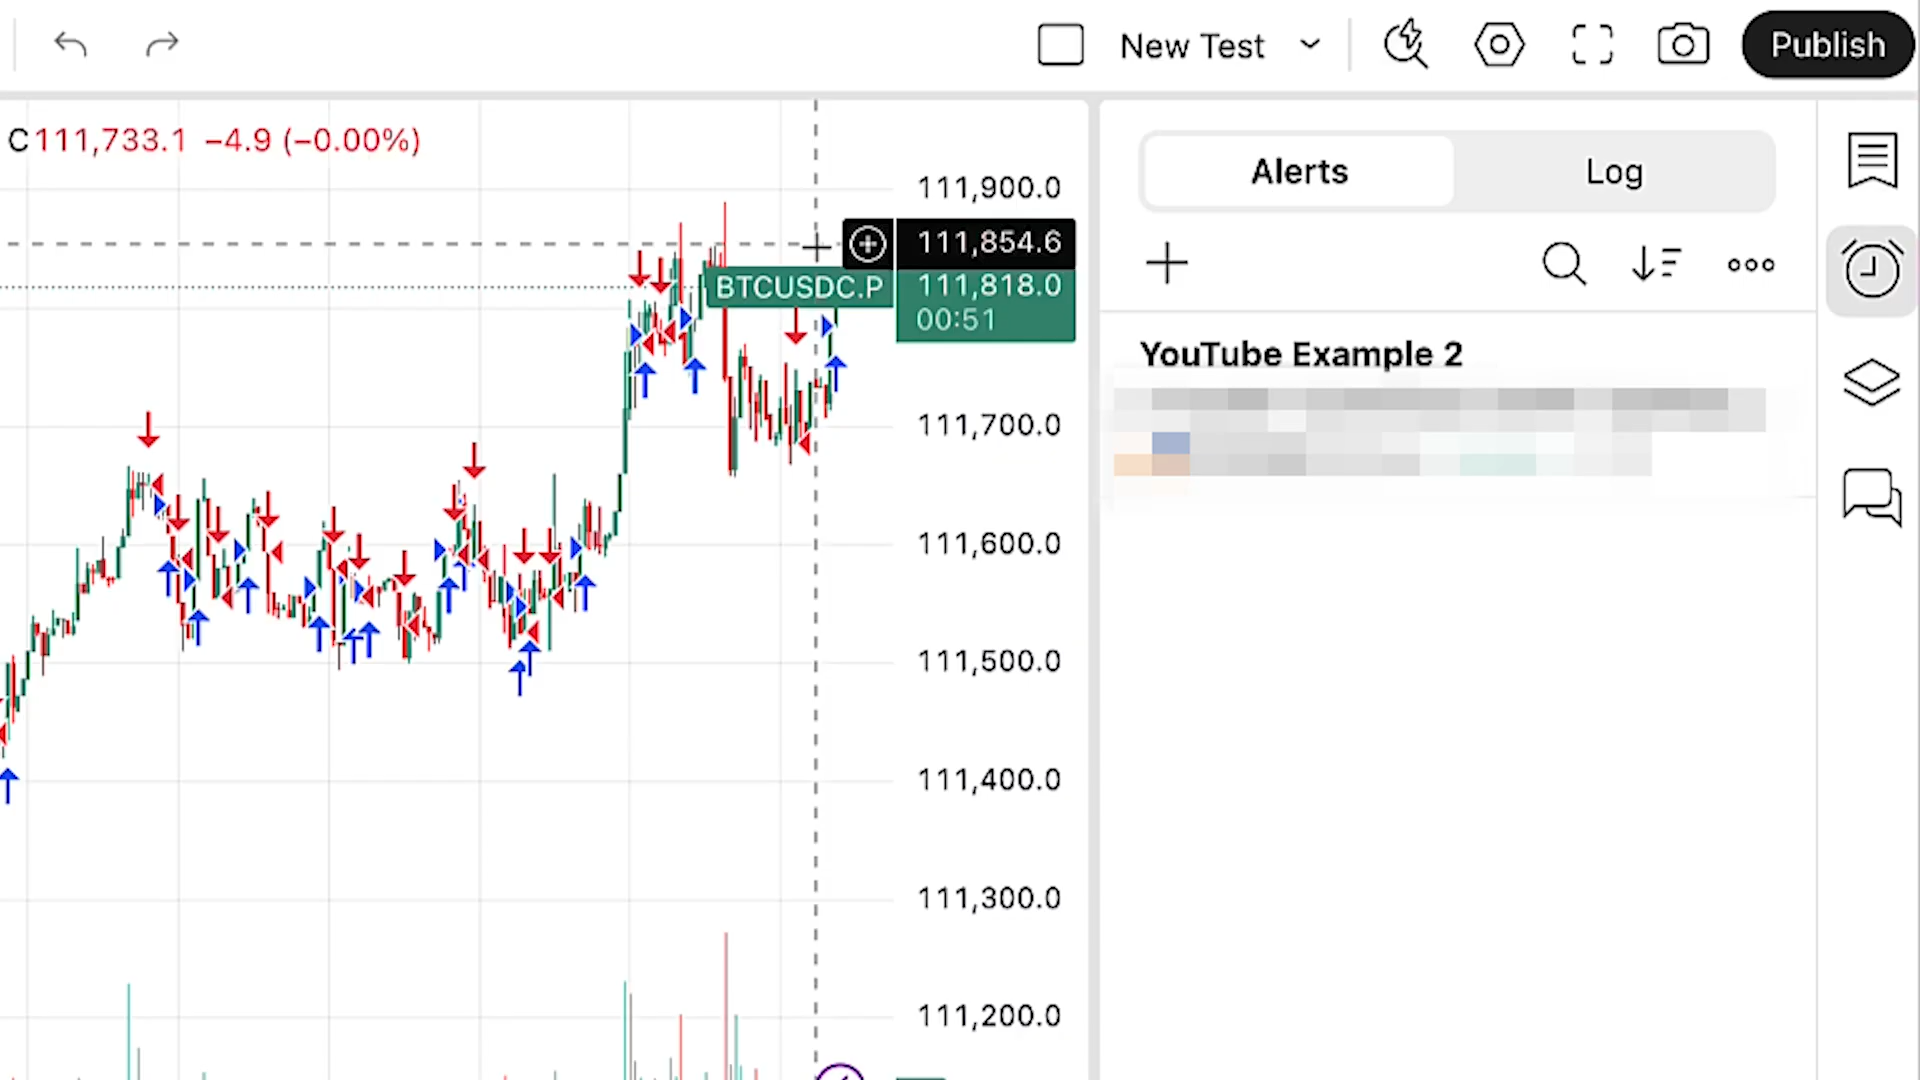 New Test
Publish
C111,733.1 −4.9 (−0.00%)
111,900.0
111,854.6
BTCUSDC.P
111,818.0
00:51
111,700.0
111,600.0
111,500.0
111,400.0
111,300.0
111,200.0
Alerts
Log
YouTube Example 2